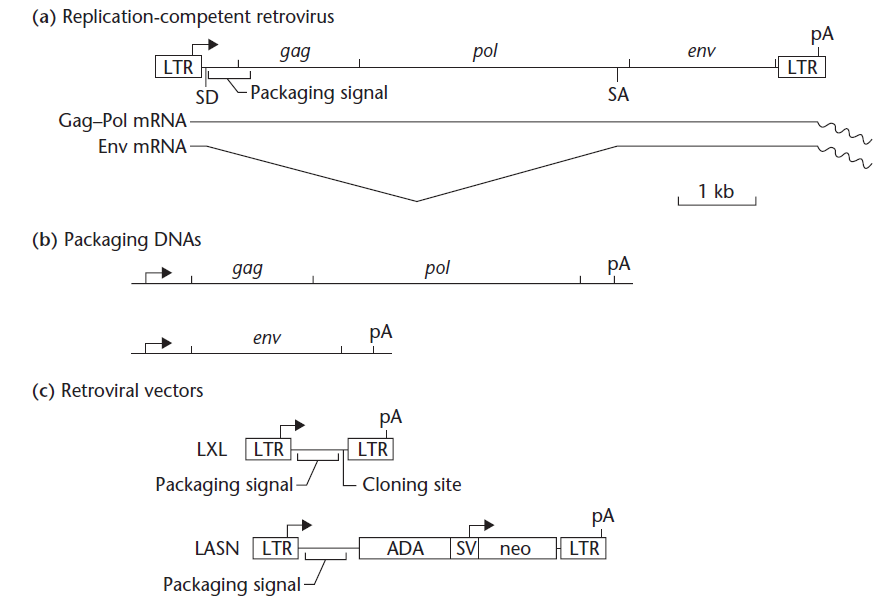 (a) Replication-competent retrovirus
pA
gag pol env
LTR LTR
SD Packaging signal SA
Gag–Pol mRNA
Env mRNA
1 kb
(b) Packaging DNAs
gag pol pA
env pA
(c) Retroviral vectors
pA
LXL LTR LTR
Packaging signal Cloning site
pA
LASN LTR ADA SV neo LTR
Packaging signal